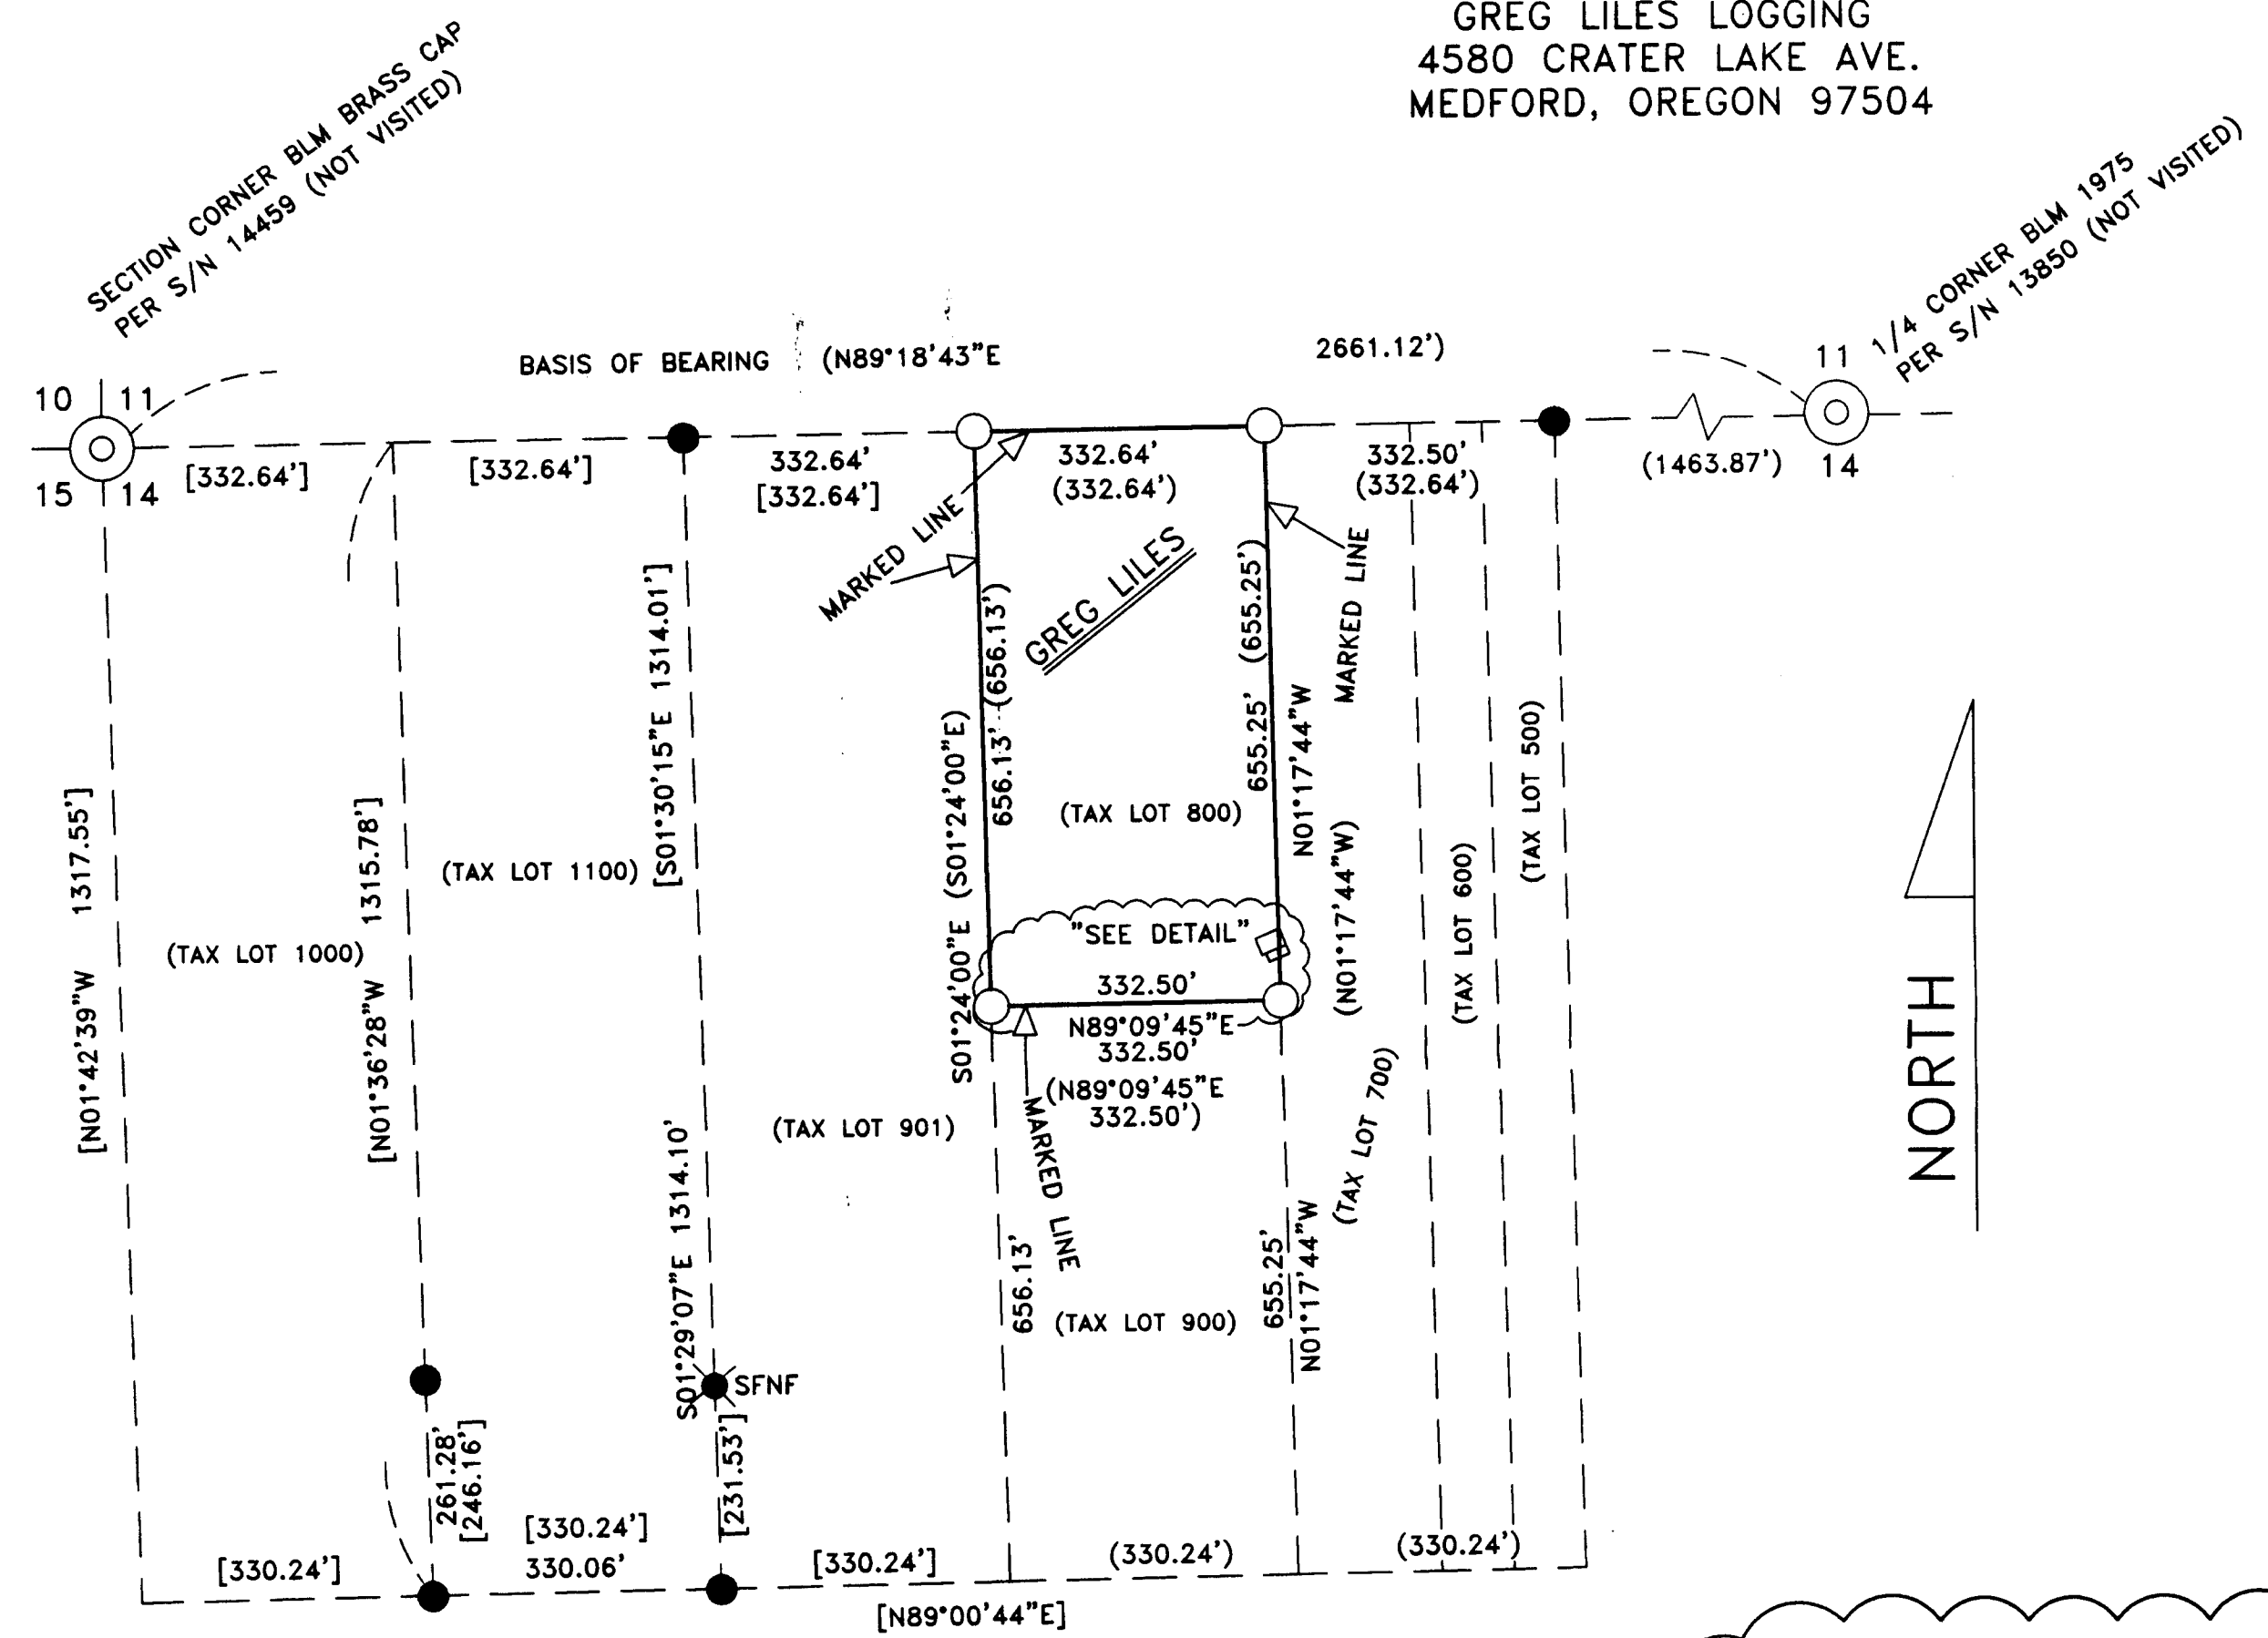 GREG LILES LOGGING
4580 CRATER LAKE AVE.
MEDFORD, OREGON 97504
SECTION CORNER BLM BRASS CAP
PER S/N 14459 (NOT VISITED)
1/4 CORNER BLM 1975
PER S/N 13850 (NOT VISITED)
BASIS OF BEARING (N89°18'43"E 2661.12')
10 11
15 14
11
14
[332.64']
[332.64']
332.64'
[332.64']
332.64'
(332.64')
332.50'
(332.64')
(1463.87')
MARKED LINE
GREG LILES
MARKED LINE
[N01°42'39"W 1317.55']
(TAX LOT 1000)
[N01°36'28"W 1315.78']
(TAX LOT 1100)
[S01°30'15"E 1314.01']
S01°29'07"E 1314.10'
(TAX LOT 901)
S01°24'00"E (S01°24'00"E)
656.13' (656.13')
(TAX LOT 800)
655.25' (655.25')
N01°17'44"W
(N01°17'44"W)
(TAX LOT 700)
(TAX LOT 600)
(TAX LOT 500)
"SEE DETAIL"
332.50'
N89°09'45"E
332.50'
(N89°09'45"E
332.50')
MARKED LINE
656.13'
(TAX LOT 900)
655.25'
N01°17'44"W
NORTH
SFNF
261.28'
[246.16']
[231.53']
[330.24']
[330.24']
330.06'
[330.24']
(330.24')
(330.24')
[N89°00'44"E]